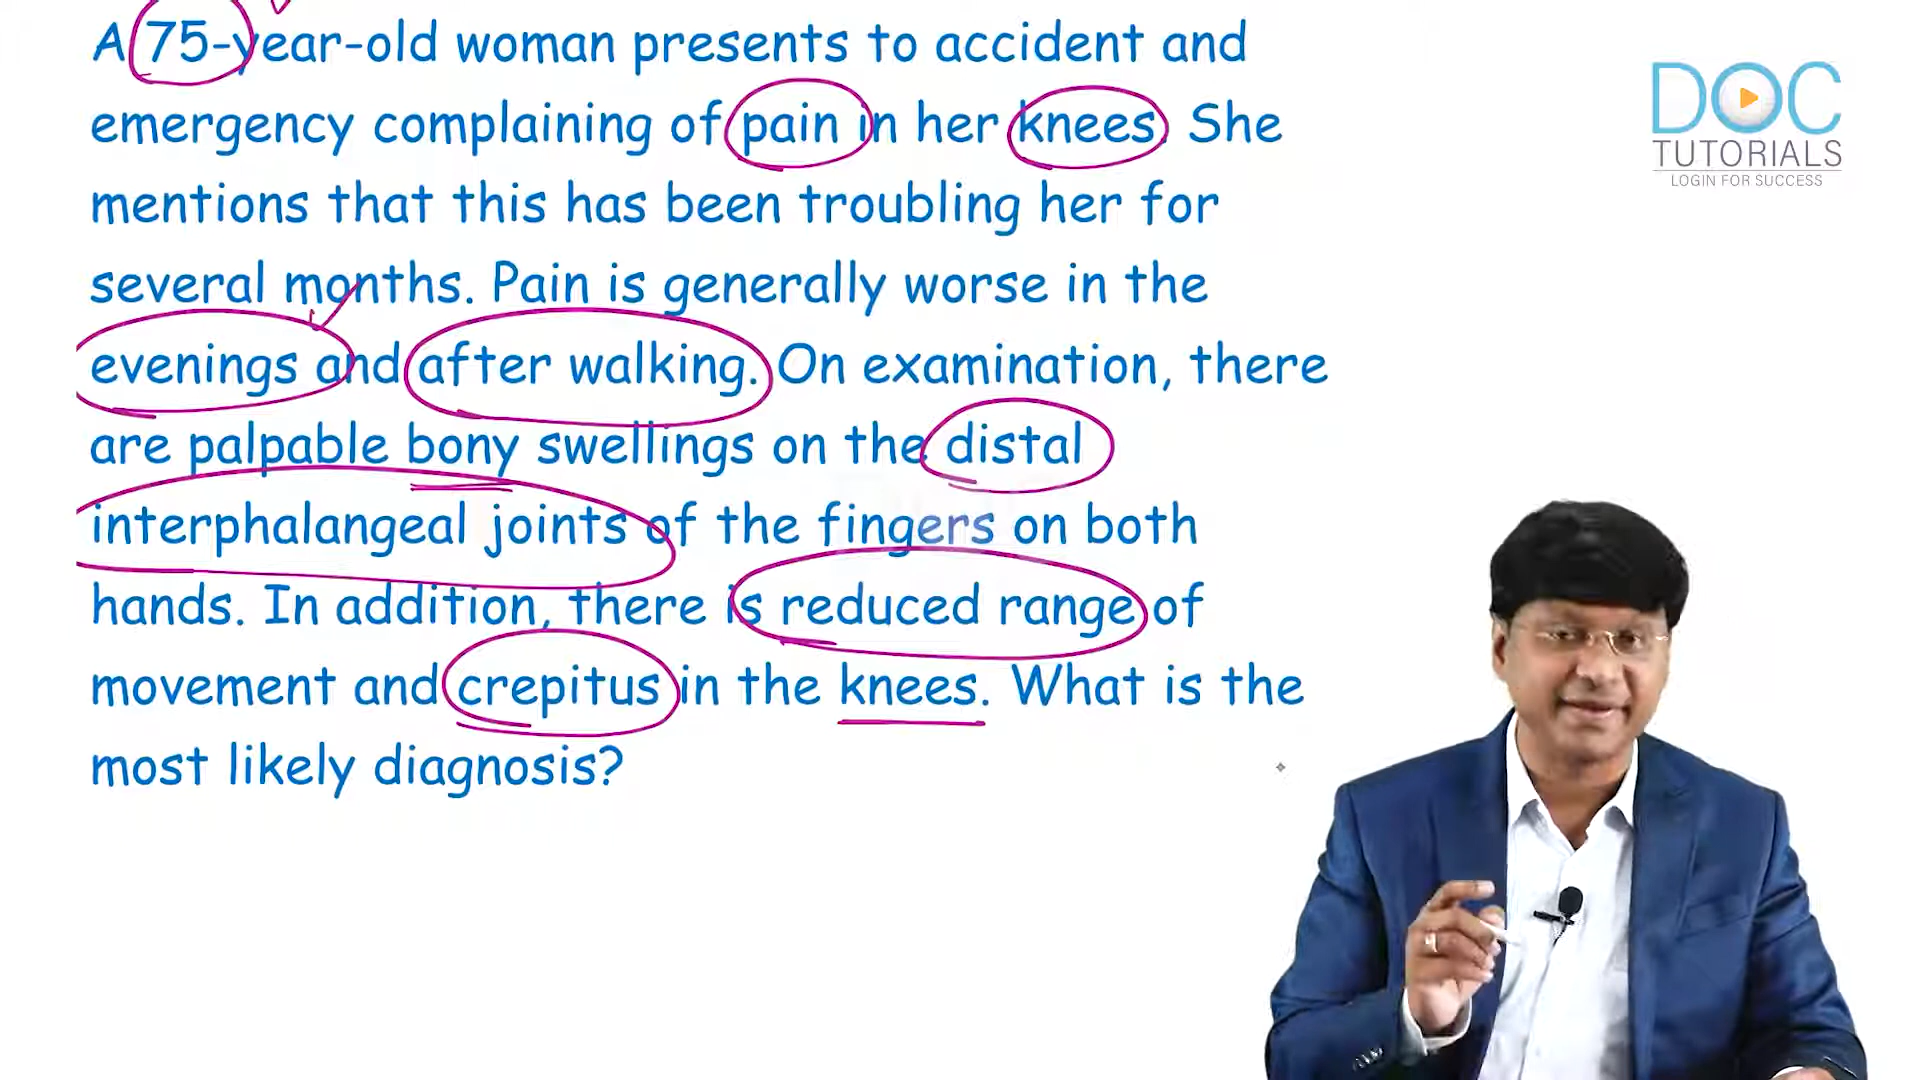 A 75-year-old woman presents to accident and
emergency complaining of pain in her knees. She
mentions that this has been troubling her for
several months. Pain is generally worse in the
evenings and after walking. On examination, there
are palpable bony swellings on the distal
interphalangeal joints of the fingers on both
hands. In addition, there is reduced range of
movement and crepitus in the knees. What is the
most likely diagnosis?
DOC
TUTORIALS
LOGIN FOR SUCCESS